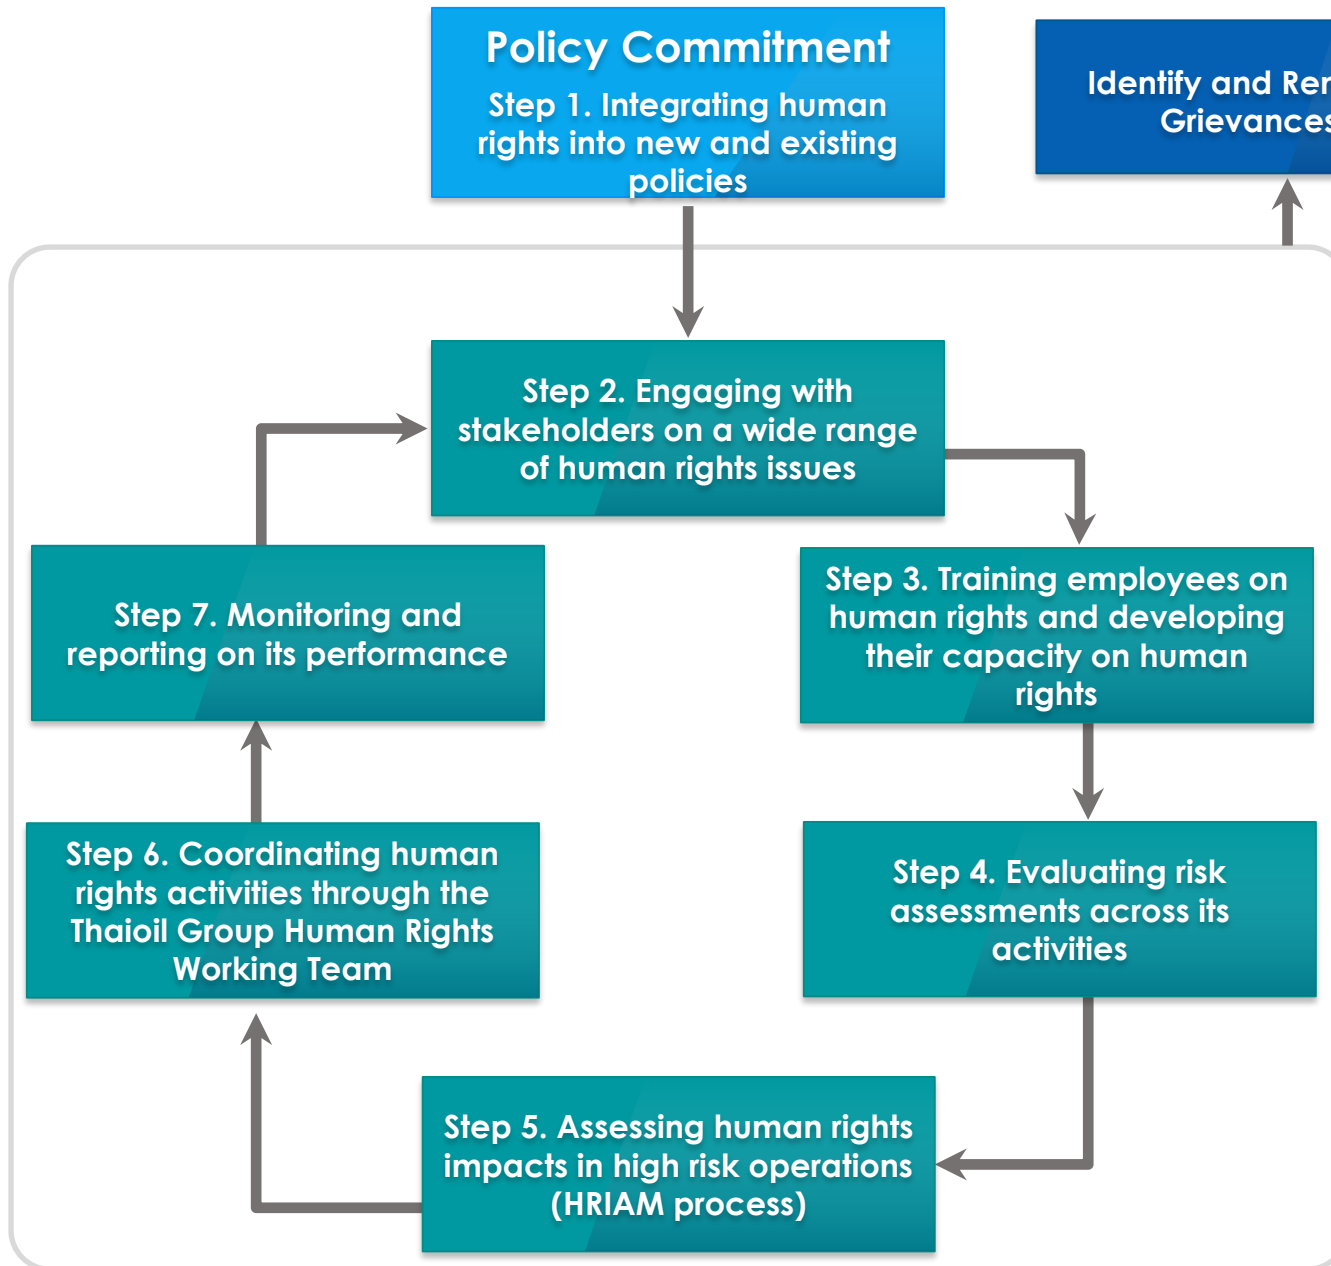 Policy Commitment
Step 1. Integrating human
rights into new and existing
policies
Identify and
Grievances
Step 2. Engaging with
stakeholders on a wide range
of human rights issues
Step 3. Training employees on
human rights and developing
their capacity on human
rights
Step 7. Monitoring and
reporting on its performance
Step 4. Evaluating risk
assessments across its
activities
Step 6. Coordinating human
rights activities through the
Thaioil Group Human Rights
Working Team
Step 5. Assessing human rights
impacts in high risk operations
(HRIAM process)